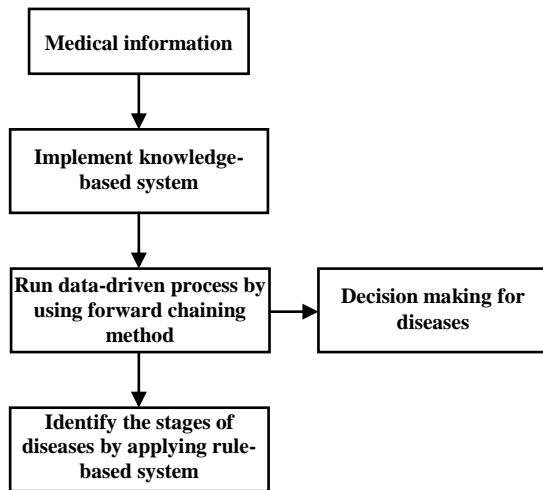 Medical information
Implement knowledge-
based system
Run data-driven process by
using forward chaining
method
Decision making for
diseases
Identify the stages of
diseases by applying rule-
based system